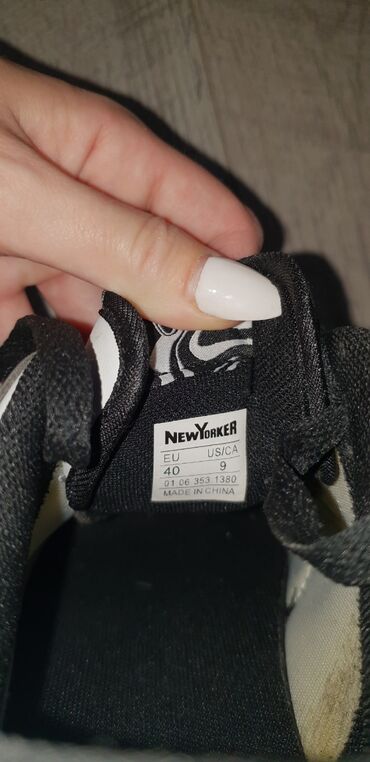 NEWYORKER
EU US/CA
40 9
01 06 353 1380
MADE IN CHINA